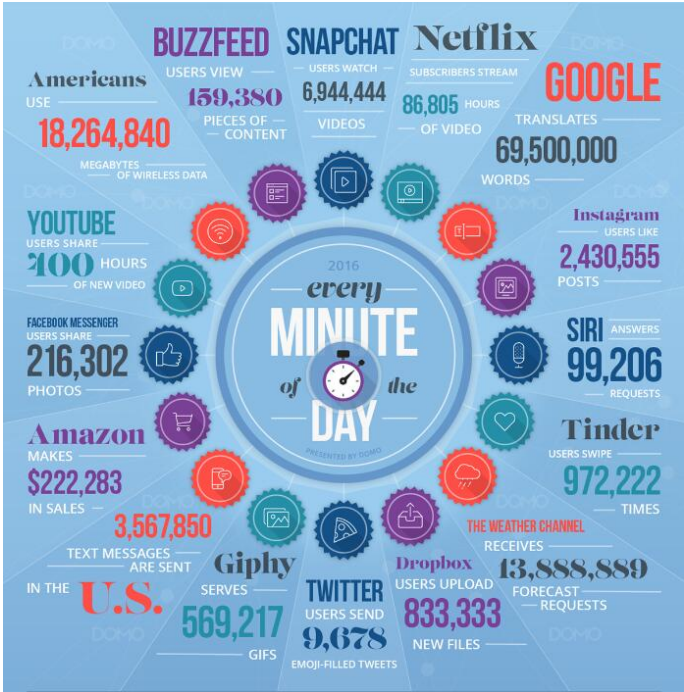 BUZZFEED
USERS VIEW
159,380
PIECES OF
CONTENT
SNAPCHAT
USERS WATCH
6,944,444
VIDEOS
Netflix
SUBSCRIBERS STREAM
86,805 HOURS
OF VIDEO
GOOGLE
TRANSLATES
69,500,000
WORDS
Americans
USE
18,264,840
MEGABYTES
OF WIRELESS DATA
YOUTUBE
USERS SHARE
400 HOURS
OF NEW VIDEO
Instagram
USERS LIKE
2,430,555
POSTS
FACEBOOK MESSENGER
USERS SHARE
216,302
PHOTOS
2016
every
MINUTE
of the
DAY
PRESENTED BY DOMO
SIRI ANSWERS
99,206
REQUESTS
Amazon
MAKES
$222,283
IN SALES
Tinder
USERS SWIPE
972,222
TIMES
3,567,850
TEXT MESSAGES
ARE SENT
IN THE U.S.
Giphy
SERVES
569,217
GIFS
TWITTER
USERS SEND
9,678
EMOJI-FILLED TWEETS
Dropbox
USERS UPLOAD
833,333
NEW FILES
THE WEATHER CHANNEL
RECEIVES
13,888,889
FORECAST
REQUESTS
DOMO
DOMO
DOMO
DOMO